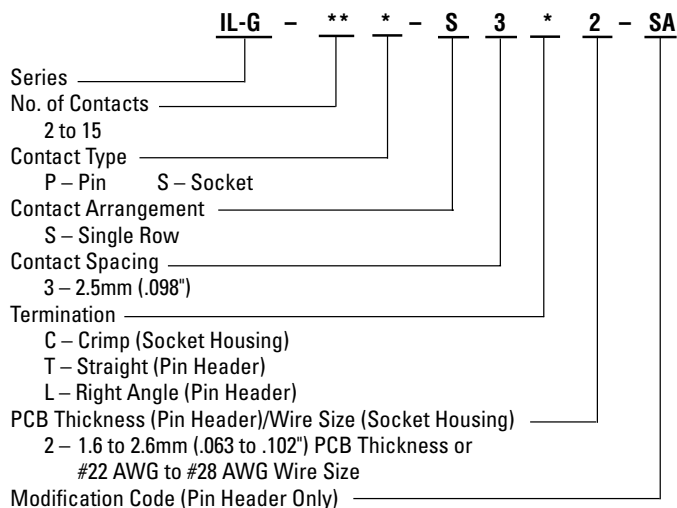 IL-G – ** * – S 3 * 2 – SA
Series
No. of Contacts
2 to 15
Contact Type
P – Pin S – Socket
Contact Arrangement
S – Single Row
Contact Spacing
3 – 2.5mm (.098")
Termination
C – Crimp (Socket Housing)
T – Straight (Pin Header)
L – Right Angle (Pin Header)
PCB Thickness (Pin Header)/Wire Size (Socket Housing)
2 – 1.6 to 2.6mm (.063 to .102") PCB Thickness or
#22 AWG to #28 AWG Wire Size
Modification Code (Pin Header Only)